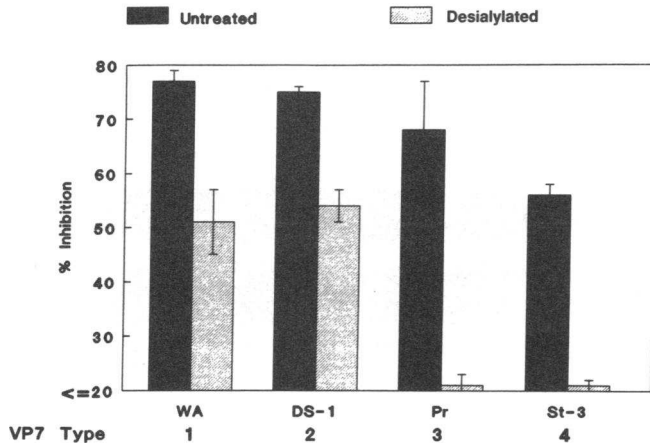 Untreated Desialylated
80
70
60
50
40
30
<=20
% Inhibition
WA DS-1 Pr St-3
VP7 Type 1 2 3 4